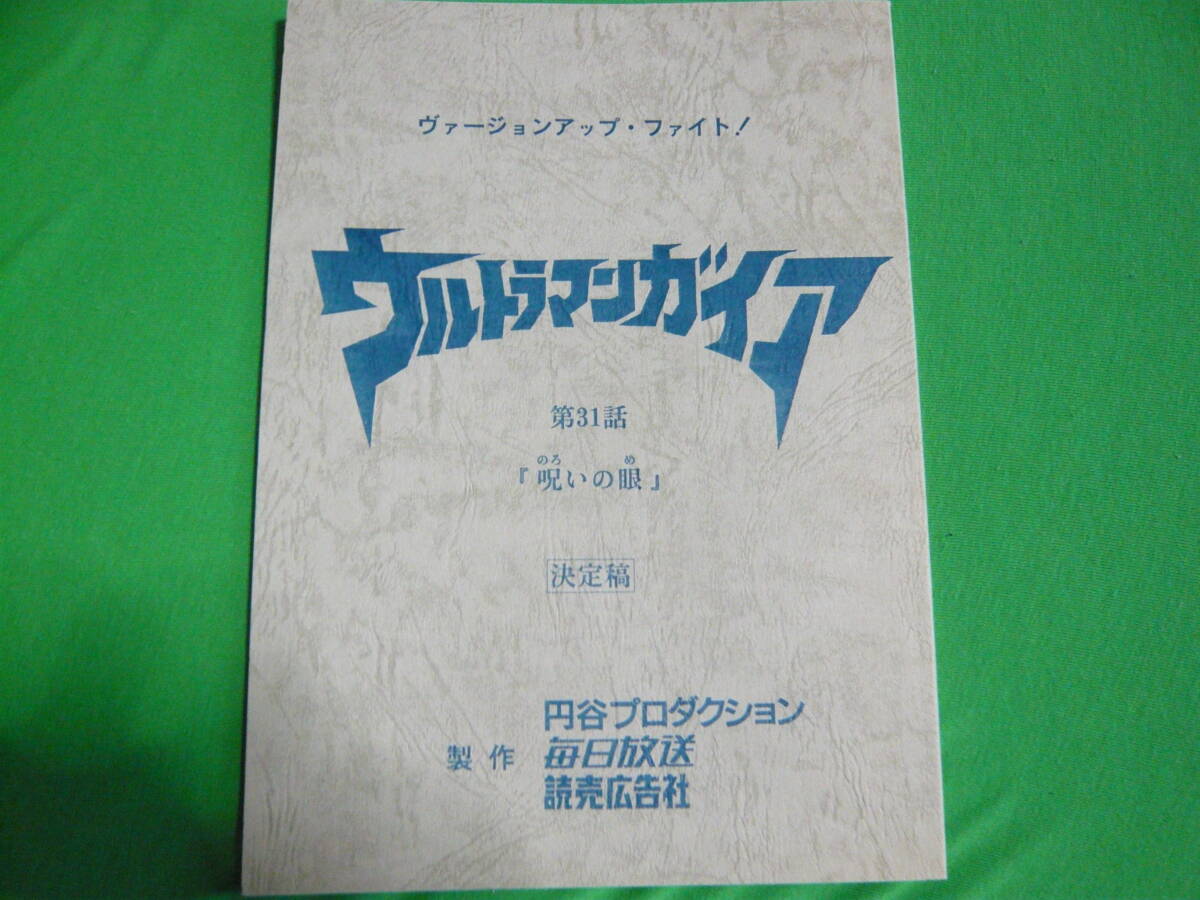 ヴァージョンアップ・ファイト!
ウルトラマンガイア
第31話
『呪いの眼』
のろ め
決定稿
円谷プロダクション
製作 毎日放送
読売広告社